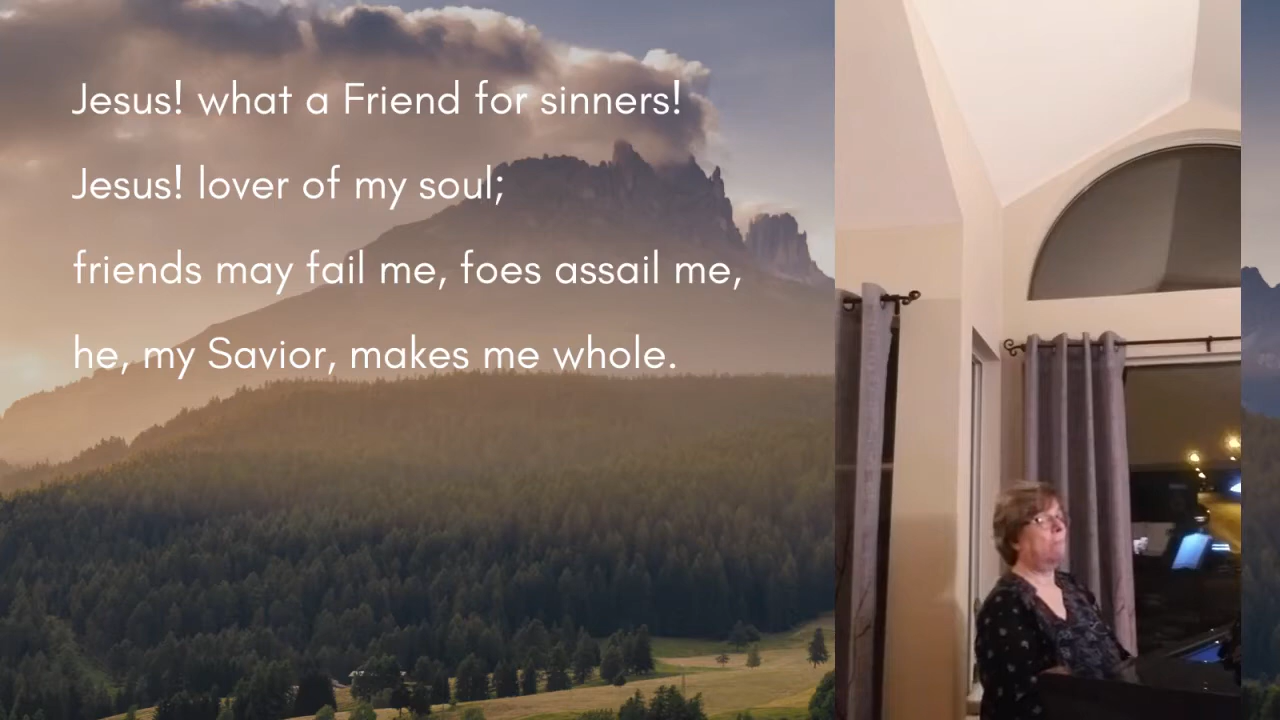 Jesus! what a Friend for sinners!
Jesus! lover of my soul;
friends may fail me, foes assail me,
he, my Savior, makes me whole.